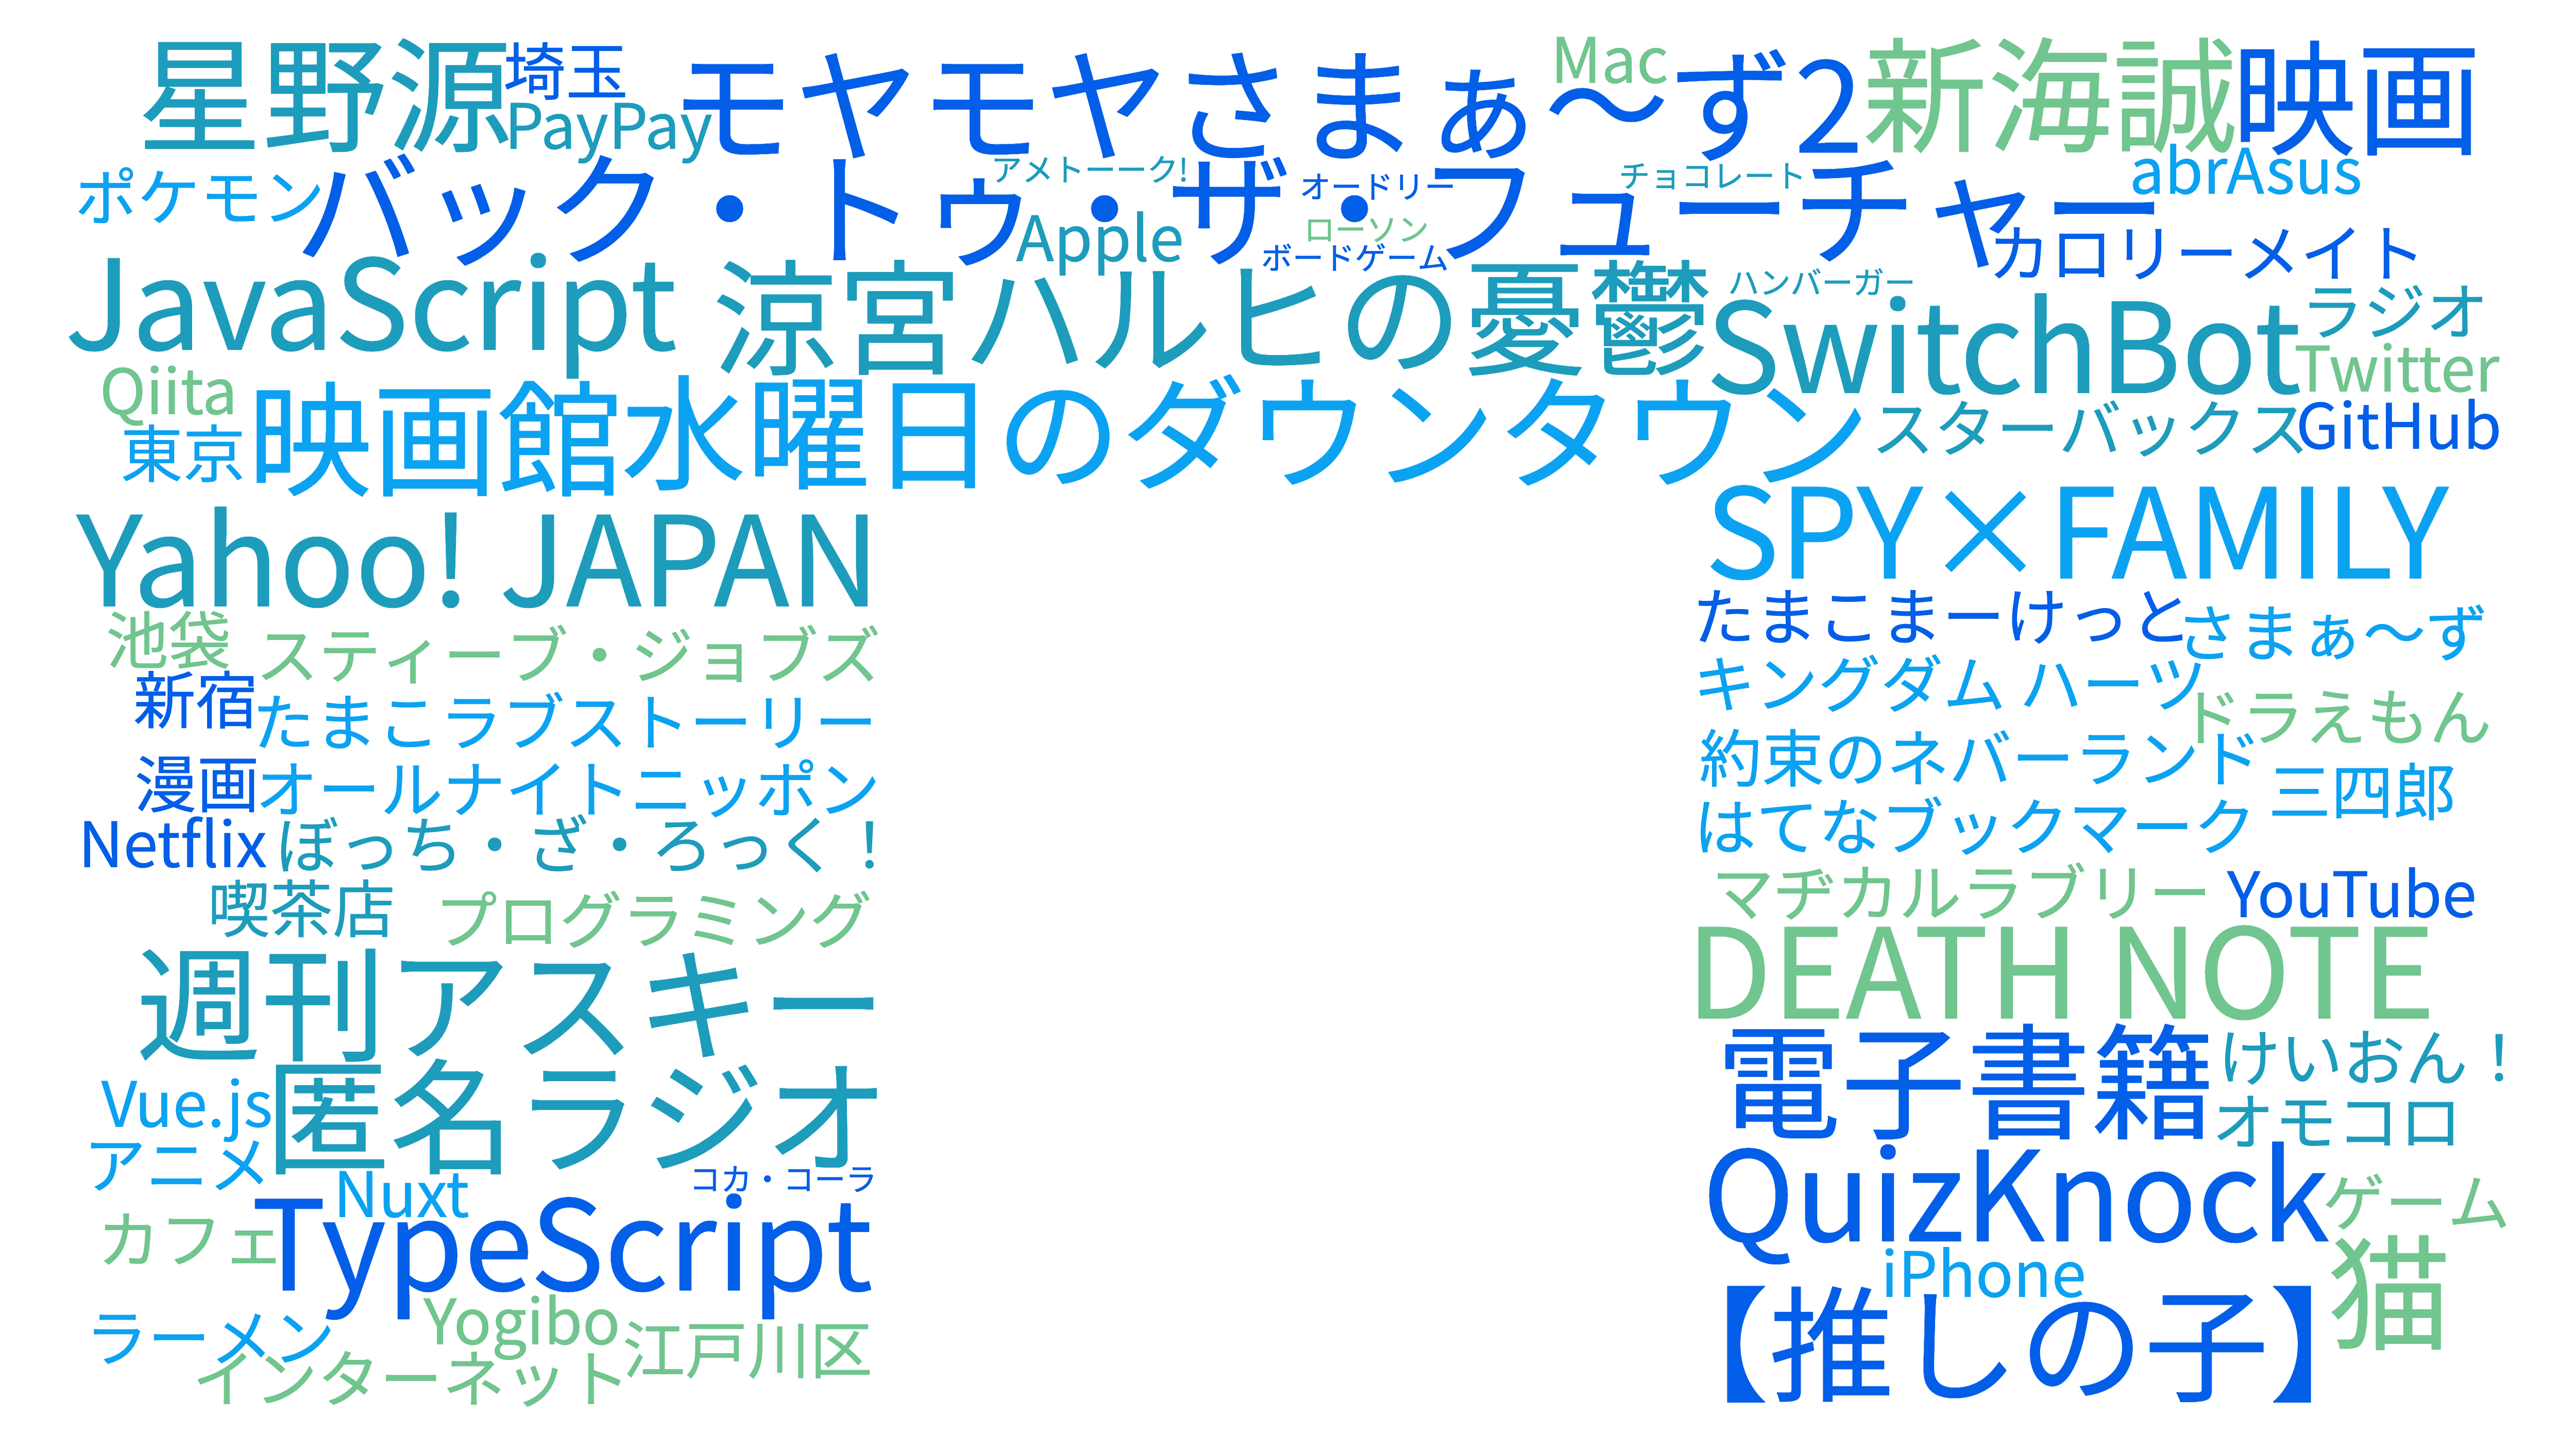 星野源 埼玉 モヤモヤさまぁ〜ず2 Mac 新海誠 映画
PayPay
ポケモン バック・トゥ・ザ・フューチャー アメトーーク! オードリー チョコレート abrAsus
Apple ローソン
ボードゲーム カロリーメイト
JavaScript 涼宮ハルヒの憂鬱 ハンバーガー SwitchBot ラジオ
Qiita Twitter
東京 映画館 水曜日のダウンタウン スターバックス GitHub
Yahoo! JAPAN SPY×FAMILY
池袋 スティーブ・ジョブズ たまこまーけっと さまぁ〜ず
新宿 たまこラブストーリー キングダム ハーツ ドラえもん
漫画 オールナイトニッポン 約束のネバーランド 三四郎
Netflix ぼっち・ざ・ろっく！ はてなブックマーク
喫茶店 プログラミング マヂカルラブリー YouTube
週刊アスキー DEATH NOTE
Vue.js 匿名ラジオ 電子書籍 けいおん！
アニメ オモコロ
Nuxt コカ・コーラ QuizKnock ゲーム
カフェ TypeScript iPhone 猫
ラーメン Yogibo 江戸川区 【推しの子】
インターネット